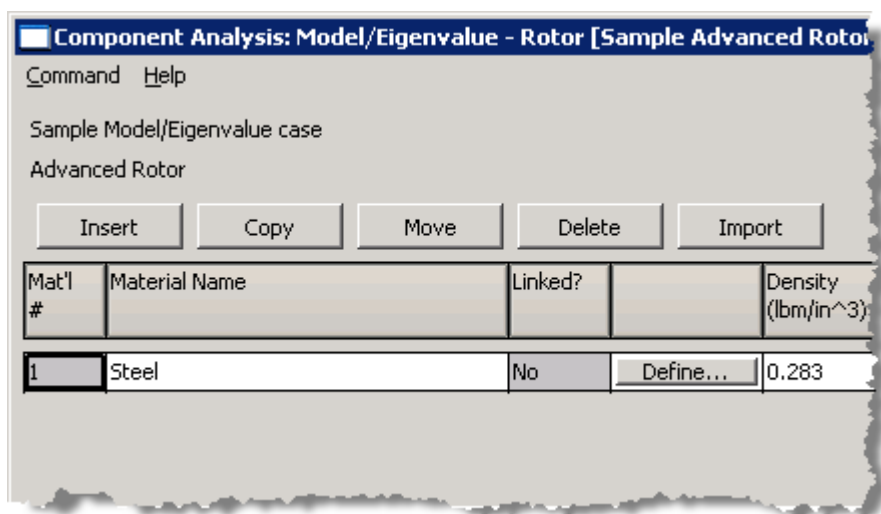 Component Analysis: Model/Eigenvalue - Rotor [Sample Advanced Rotor
Command Help
Sample Model/Eigenvalue case
Advanced Rotor
Insert Copy Move Delete Import
Mat'l # Material Name Linked? Density (lbm/in^3)
1 Steel No Define... 0.283